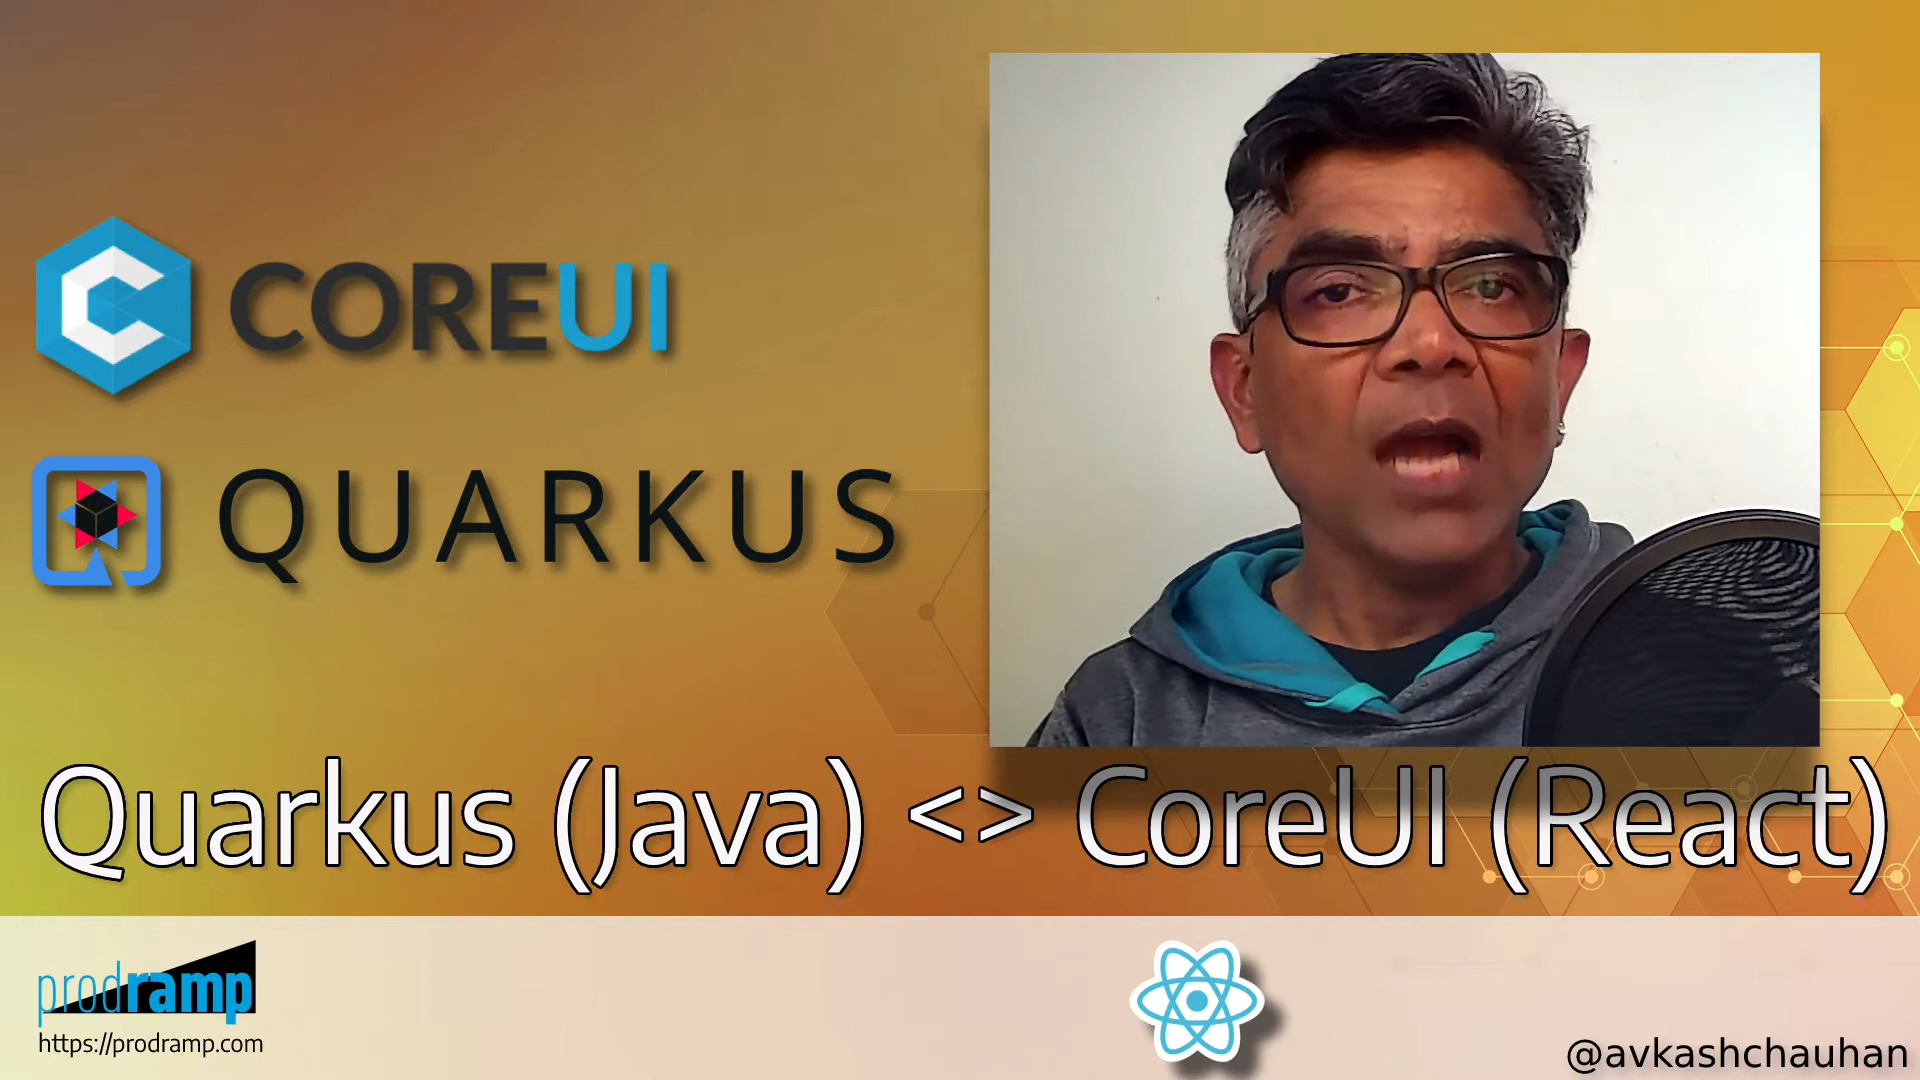 COREUI
QUARKUS
Quarkus (Java) <> CoreUI (React)
prodramp
https://prodramp.com
@avkashchauhan